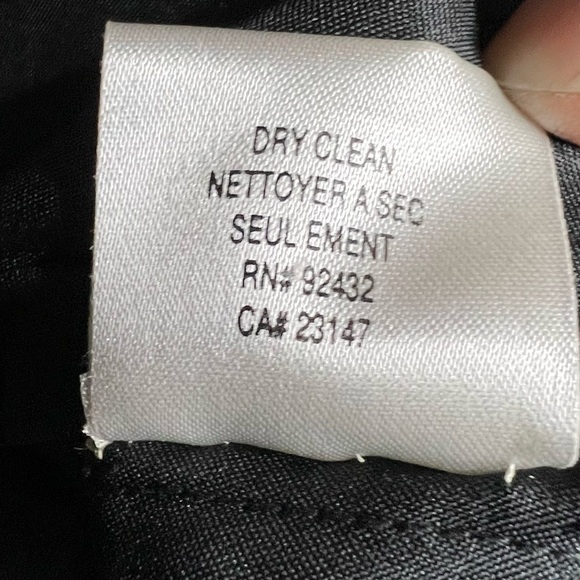 DRY CLEAN
NETTOYER A SEC
SEUL EMENT
RN# 92432
CA# 23147